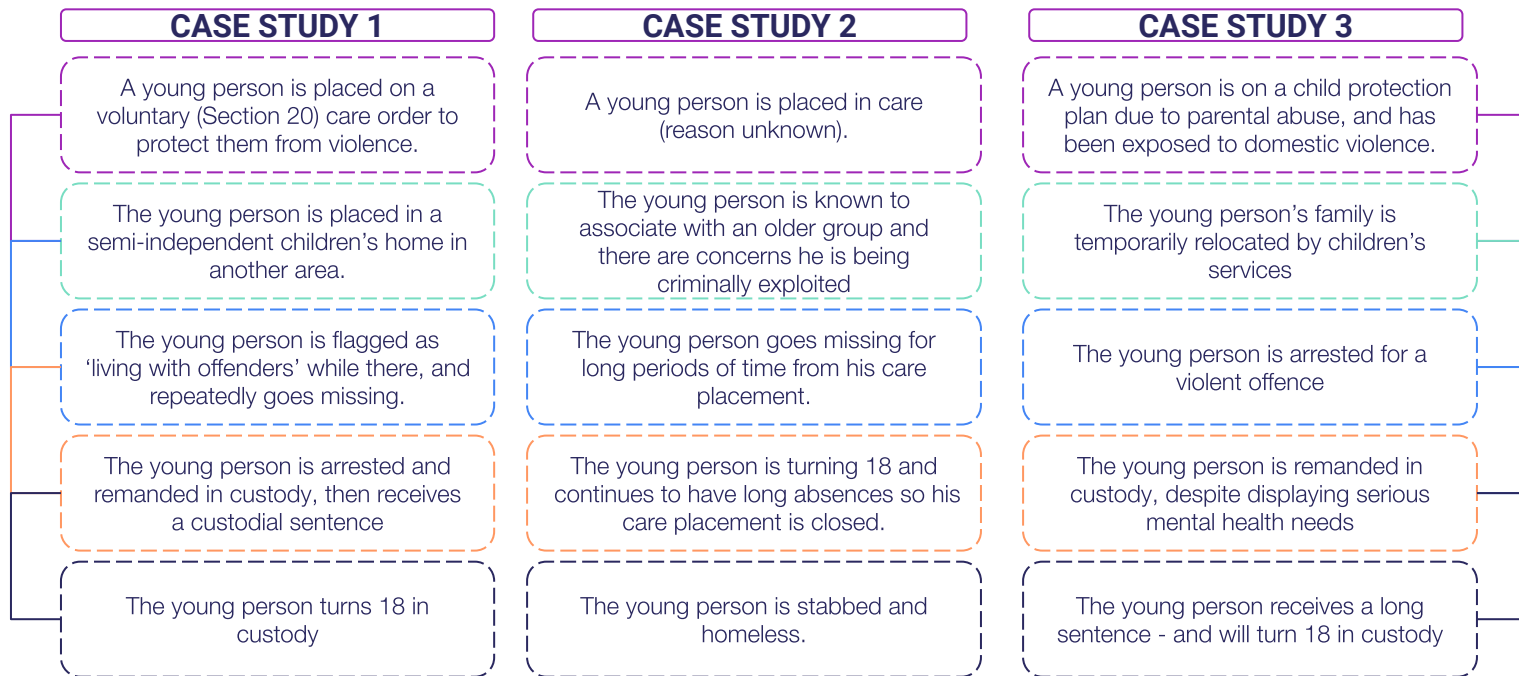 CASE STUDY 1
A young person is placed on a
voluntary (Section 20) care order to
protect them from violence.
The young person is placed in a
semi-independent children’s home in
another area.
The young person is flagged as
‘living with offenders’ while there, and
repeatedly goes missing.
The young person is arrested and
remanded in custody, then receives
a custodial sentence
The young person turns 18 in
custody
CASE STUDY 2
A young person is placed in care
(reason unknown).
The young person is known to
associate with an older group and
there are concerns he is being
criminally exploited
The young person goes missing for
long periods of time from his care
placement.
The young person is turning 18 and
continues to have long absences so his
care placement is closed.
The young person is stabbed and
homeless.
CASE STUDY 3
A young person is on a child protection
plan due to parental abuse, and has
been exposed to domestic violence.
The young person’s family is
temporarily relocated by children’s
services
The young person is arrested for a
violent offence
The young person is remanded in
custody, despite displaying serious
mental health needs
The young person receives a long
sentence - and will turn 18 in custody